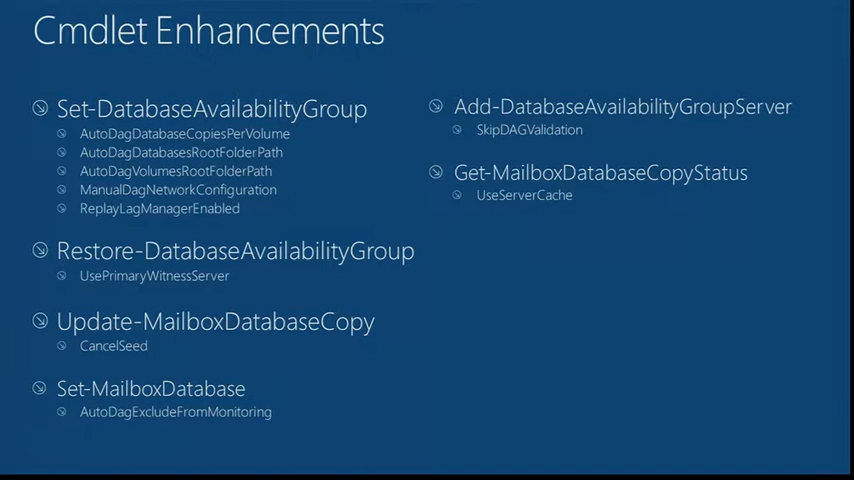 Cmdlet Enhancements
Set-DatabaseAvailabilityGroup
AutoDagDatabaseCopiesPerVolume
AutoDagDatabasesRootFolderPath
AutoDagVolumesRootFolderPath
ManualDagNetworkConfiguration
ReplayLagManagerEnabled
Restore-DatabaseAvailabilityGroup
UsePrimaryWitnessServer
Update-MailboxDatabaseCopy
CancelSeed
Set-MailboxDatabase
AutoDagExcludeFromMonitoring
Add-DatabaseAvailabilityGroupServer
SkipDAGValidation
Get-MailboxDatabaseCopyStatus
UseServerCache